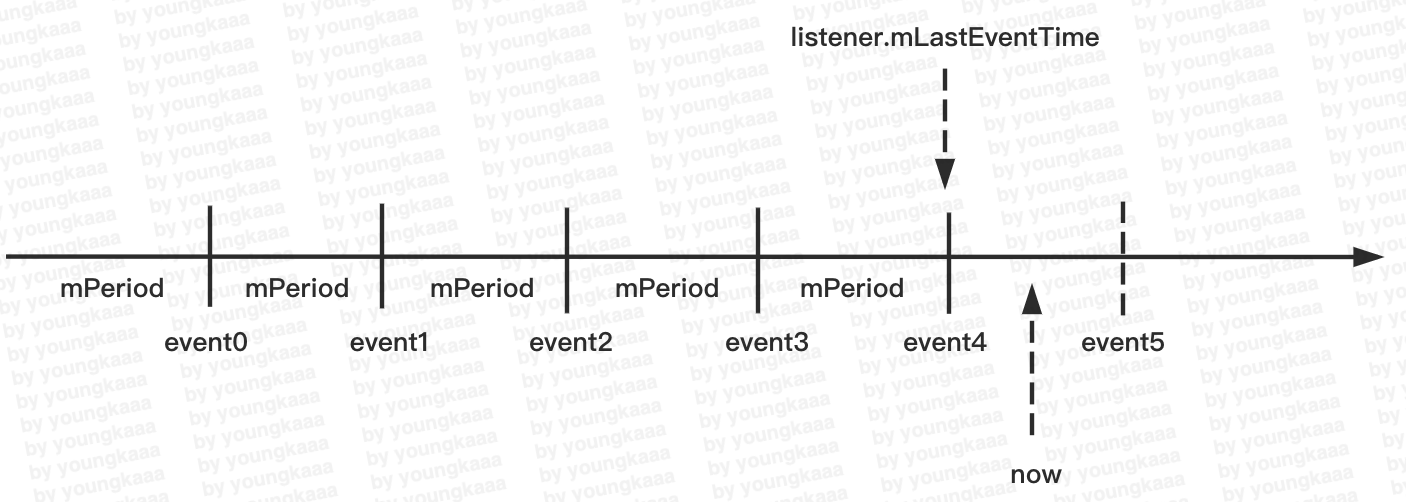 listener.mLastEventTime
mPeriod mPeriod mPeriod mPeriod mPeriod
event0 event1 event2 event3 event4 event5
now
by youngkaaa